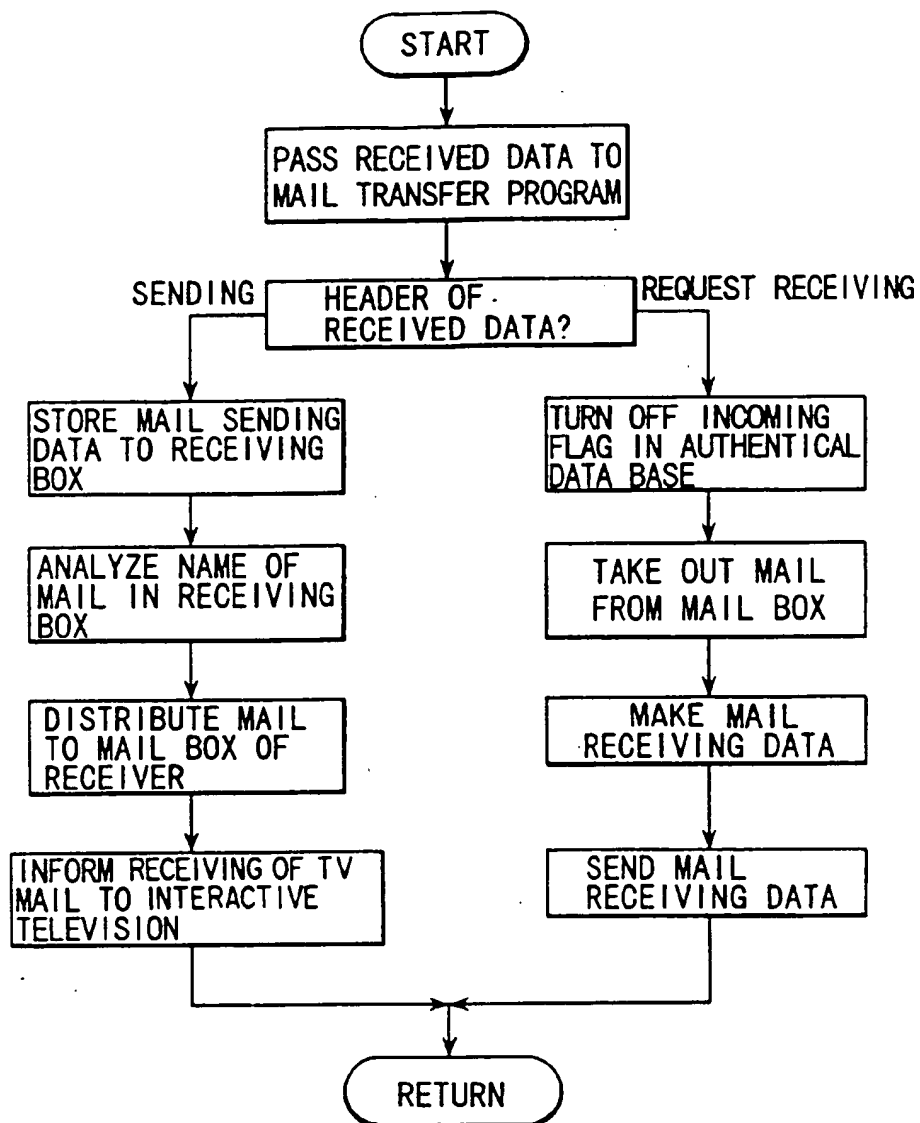 START
PASS RECEIVED DATA TO
MAIL TRANSFER PROGRAM
SENDING
HEADER OF
RECEIVED DATA?
REQUEST RECEIVING
STORE MAIL SENDING
DATA TO RECEIVING
BOX
ANALYZE NAME OF
MAIL IN RECEIVING
BOX
DISTRIBUTE MAIL
TO MAIL BOX OF
RECEIVER
INFORM RECEIVING OF TV
MAIL TO INTERACTIVE
TELEVISION
TURN OFF INCOMING
FLAG IN AUTHENTICAL
DATA BASE
TAKE OUT MAIL
FROM MAIL BOX
MAKE MAIL
RECEIVING DATA
SEND MAIL
RECEIVING DATA
RETURN